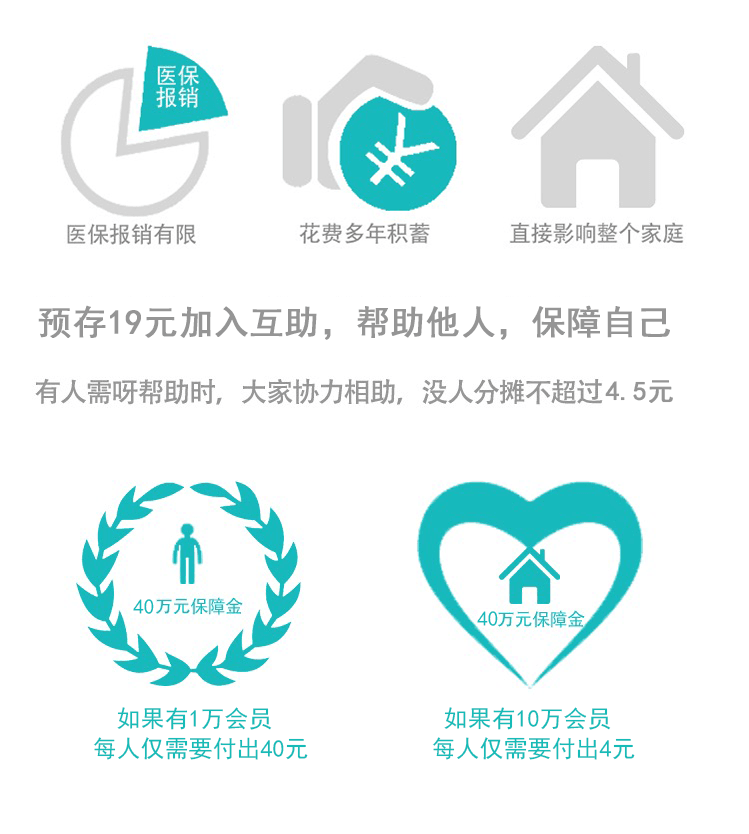 医保
报销
医保报销有限
花费多年积蓄
直接影响整个家庭
预存19元加入互助，帮助他人，保障自己
有人需呀帮助时，大家协力相助，没人分摊不超过4.5元
40万元保障金
40万元保障金
如果有1万会员
每人仅需要付出40元
如果有10万会员
每人仅需要付出4元